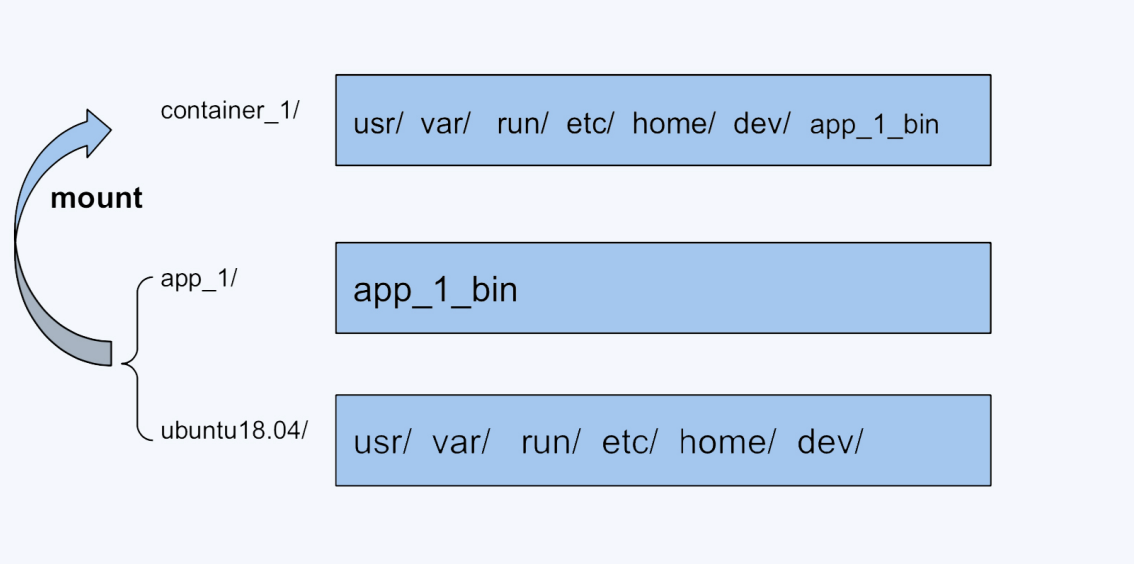 container_1/
usr/ var/ run/ etc/ home/ dev/ app_1_bin
mount
app_1/
app_1_bin
ubuntu18.04/
usr/ var/ run/ etc/ home/ dev/